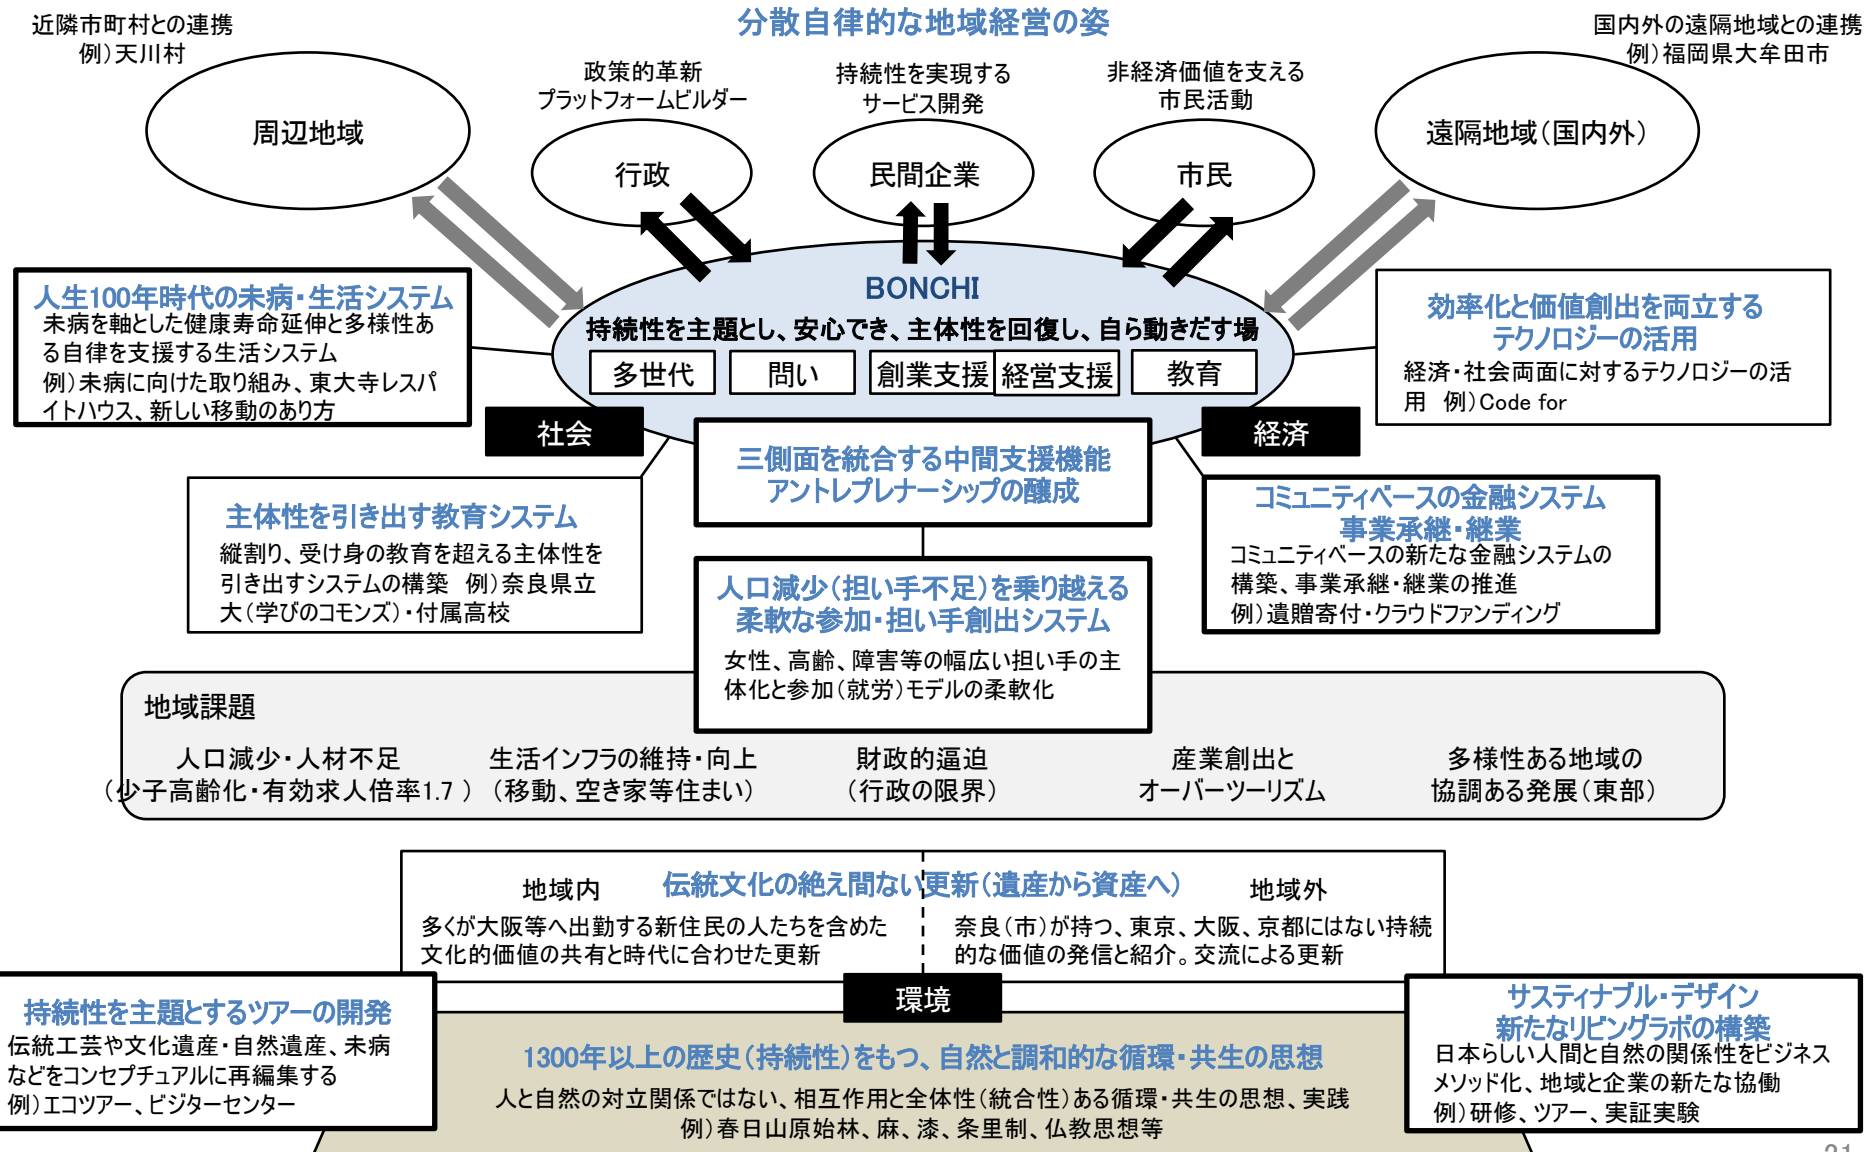 分散自律的な地域経営の姿
近隣市町村との連携
例）天川村
周辺地域
政策的革新
プラットフォームビルダー
行政
持続性を実現する
サービス開発
民間企業
非経済価値を支える
市民活動
市民
国内外の遠隔地域との連携
例）福岡県大牟田市
遠隔地域（国内外）
BONCHI
持続性を主題とし、安心でき、主体性を回復し、自ら動きだす場
多世代
問い
創業支援
経営支援
教育
人生100年時代の未病・生活システム
未病を軸とした健康寿命延伸と多様性あ
る自律を支援する生活システム
例）未病に向けた取り組み、東大寺レスパ
イトハウス、新しい移動のあり方
効率化と価値創出を両立する
テクノロジーの活用
経済・社会両面に対するテクノロジーの活
用　例）Code for
社会
経済
三側面を統合する中間支援機能
アントレプレナーシップの醸成
主体性を引き出す教育システム
縦割り、受け身の教育を超える主体性を
引き出すシステムの構築　例）奈良県立
大（学びのコモンズ）・付属高校
コミュニティベースの金融システム
事業承継・継業
コミュニティベースの新たな金融システムの
構築、事業承継・継業の推進
例）遺贈寄付・クラウドファンディング
人口減少（担い手不足）を乗り越える
柔軟な参加・担い手創出システム
女性、高齢、障害等の幅広い担い手の主
体化と参加（就労）モデルの柔軟化
地域課題
人口減少・人材不足
（少子高齢化・有効求人倍率1.7 ）
生活インフラの維持・向上
（移動、空き家等住まい）
財政的逼迫
（行政の限界）
産業創出と
オーバーツーリズム
多様性ある地域の
協調ある発展（東部）
伝統文化の絶え間ない更新（遺産から資産へ）
地域内
多くが大阪等へ出勤する新住民の人たちを含めた
文化的価値の共有と時代に合わせた更新
地域外
奈良（市）が持つ、東京、大阪、京都にはない持続
的な価値の発信と紹介。交流による更新
環境
持続性を主題とするツアーの開発
伝統工芸や文化遺産・自然遺産、未病
などをコンセプチュアルに再編集する
例）エコツアー、ビジターセンター
1300年以上の歴史（持続性）をもつ、自然と調和的な循環・共生の思想
人と自然の対立関係ではない、相互作用と全体性（統合性）ある循環・共生の思想、実践
例）春日山原始林、麻、漆、条里制、仏教思想等
サスティナブル・デザイン
新たなリビングラボの構築
日本らしい人間と自然の関係性をビジネス
メソッド化、地域と企業の新たな協働
例）研修、ツアー、実証実験